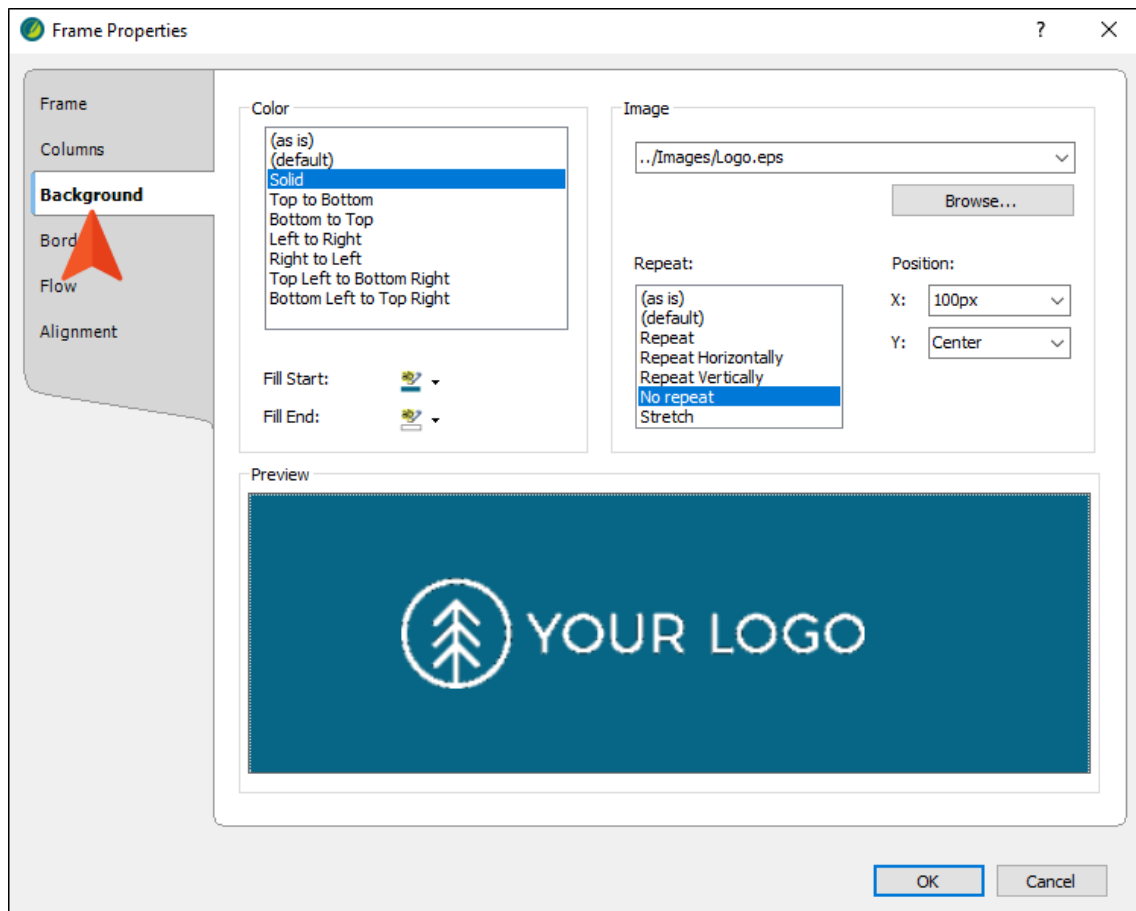 Frame Properties
?
Frame
Columns
Background
Bord
Flow
Alignment
Color
(as is)
(default)
Solid
Top to Bottom
Bottom to Top
Left to Right
Right to Left
Top Left to Bottom Right
Bottom Left to Top Right
Fill Start:
Fill End:
Image
../Images/Logo.eps
Browse...
Repeat:
(as is)
(default)
Repeat
Repeat Horizontally
Repeat Vertically
No repeat
Stretch
Position:
X: 100px
Y: Center
Preview
YOUR LOGO
OK
Cancel